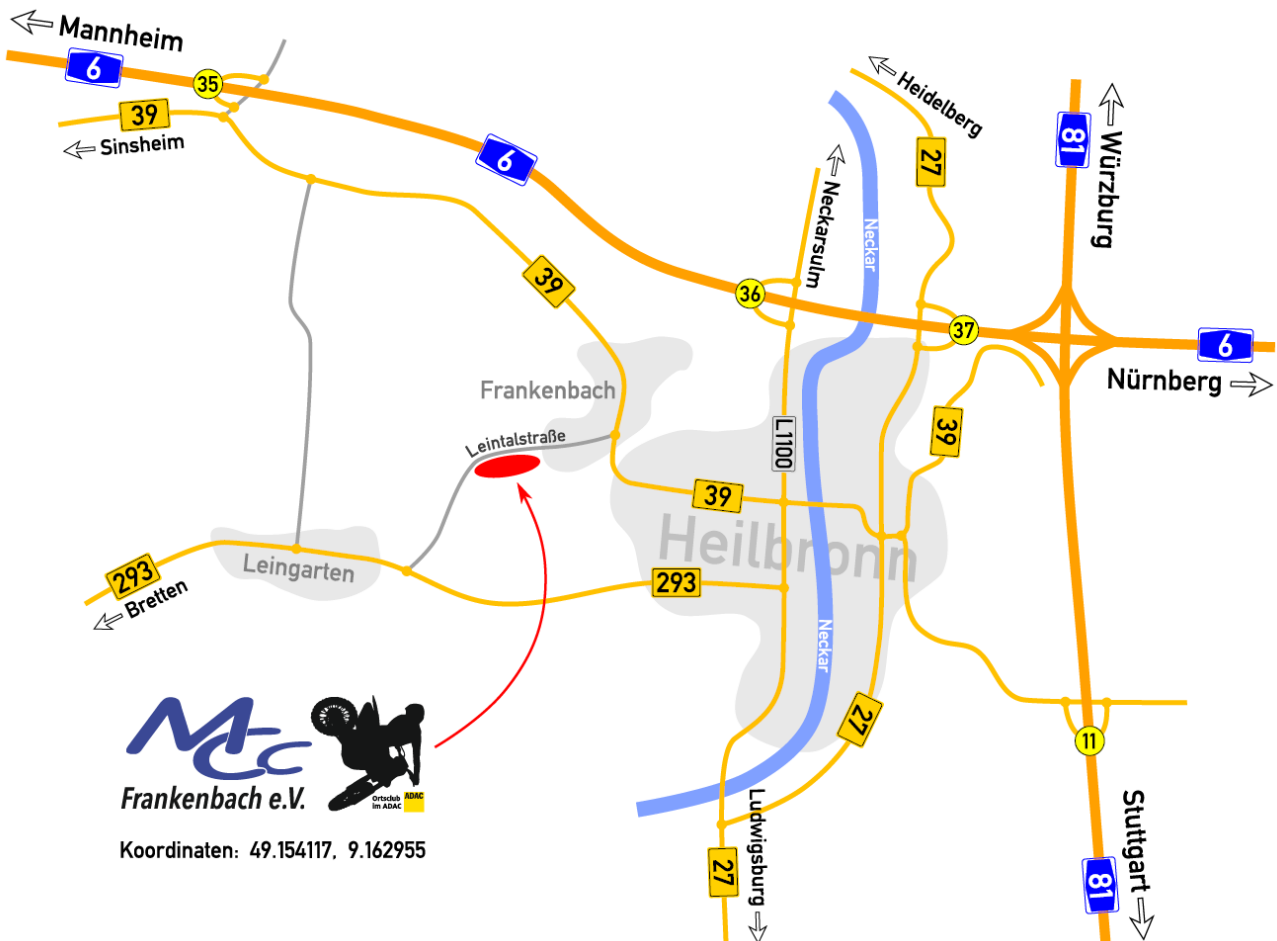 Mannheim
6
35
39
Sinsheim
6
Heidelberg
27
81
Würzburg
Neckarsulm
Neckar
39
36
37
6
Nürnberg
Frankenbach
Leintalstraße
L1100
39
39
Heilbronn
Leingarten
293
Bretten
293
Neckar
27
11
MCC
Frankenbach e.V.
Ortsclub
im ADAC
ADAC
Koordinaten: 49.154117, 9.162955
Ludwigsburg
27
Stuttgart
81